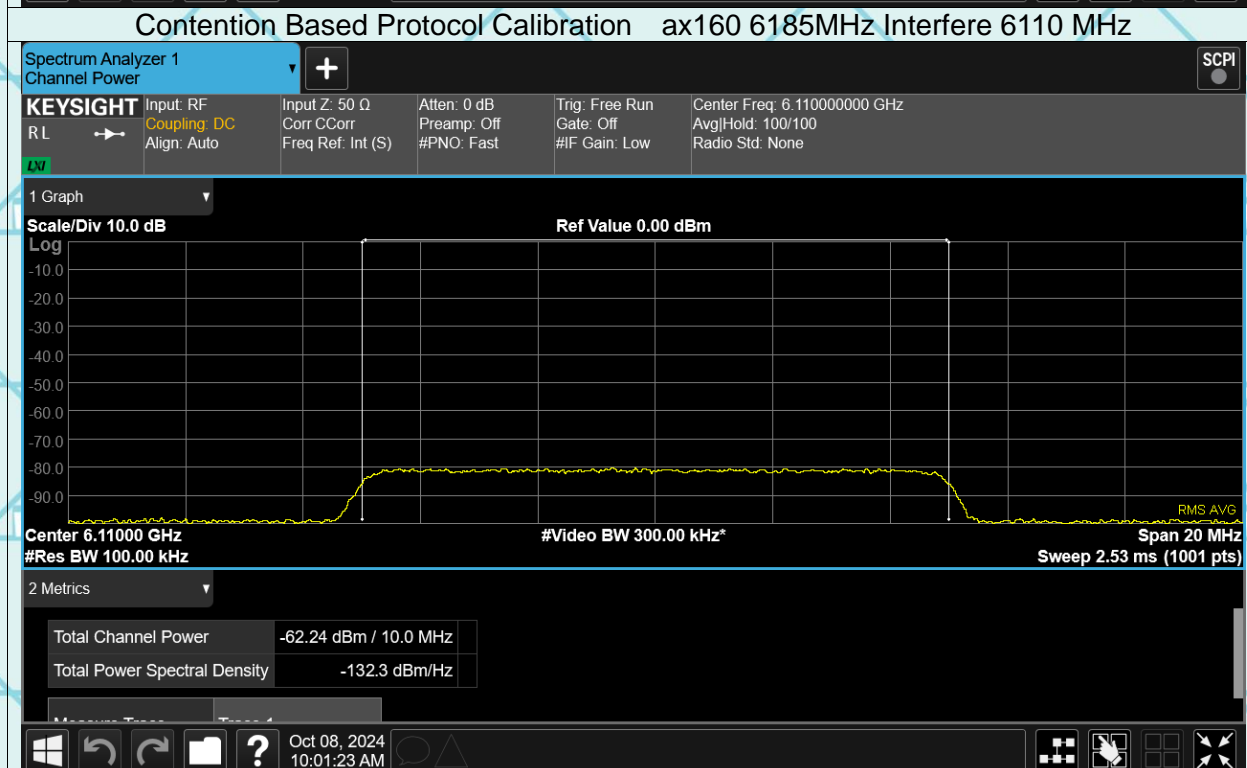 Contention Based Protocol Calibration ax160 6185MHz Interfere 6110 MHz
Spectrum Analyzer 1
Channel Power
+
SCPI
KEYSIGHT
R L
LXI
Input: RF
Coupling: DC
Align: Auto
Input Z: 50 Ω
Corr CCorr
Freq Ref: Int (S)
Atten: 0 dB
Preamp: Off
#PNO: Fast
Trig: Free Run
Gate: Off
#IF Gain: Low
Center Freq: 6.110000000 GHz
Avg|Hold: 100/100
Radio Std: None
1 Graph
Scale/Div 10.0 dB
Ref Value 0.00 dBm
Log
-10.0
-20.0
-30.0
-40.0
-50.0
-60.0
-70.0
-80.0
-90.0
RMS AVG
Center 6.11000 GHz
#Video BW 300.00 kHz*
Span 20 MHz
#Res BW 100.00 kHz
Sweep 2.53 ms (1001 pts)
2 Metrics
Total Channel Power -62.24 dBm / 10.0 MHz
Total Power Spectral Density -132.3 dBm/Hz
Measure Trace Trace 1
?
Oct 08, 2024
10:01:23 AM